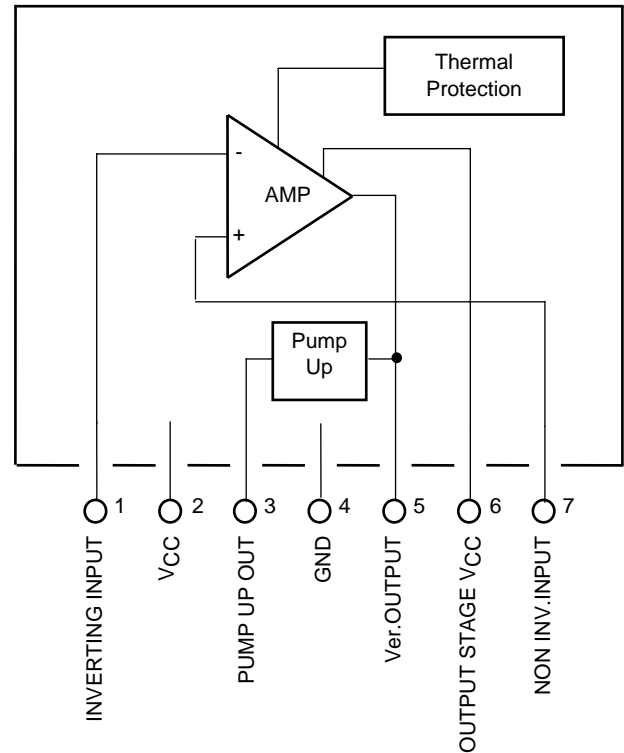 Thermal
Protection
-
AMP
+
Pump
Up
1
2
3
4
5
6
7
INVERTING INPUT
VCC
PUMP UP OUT
GND
Ver.OUTPUT
OUTPUT STAGE VCC
NON INV.INPUT